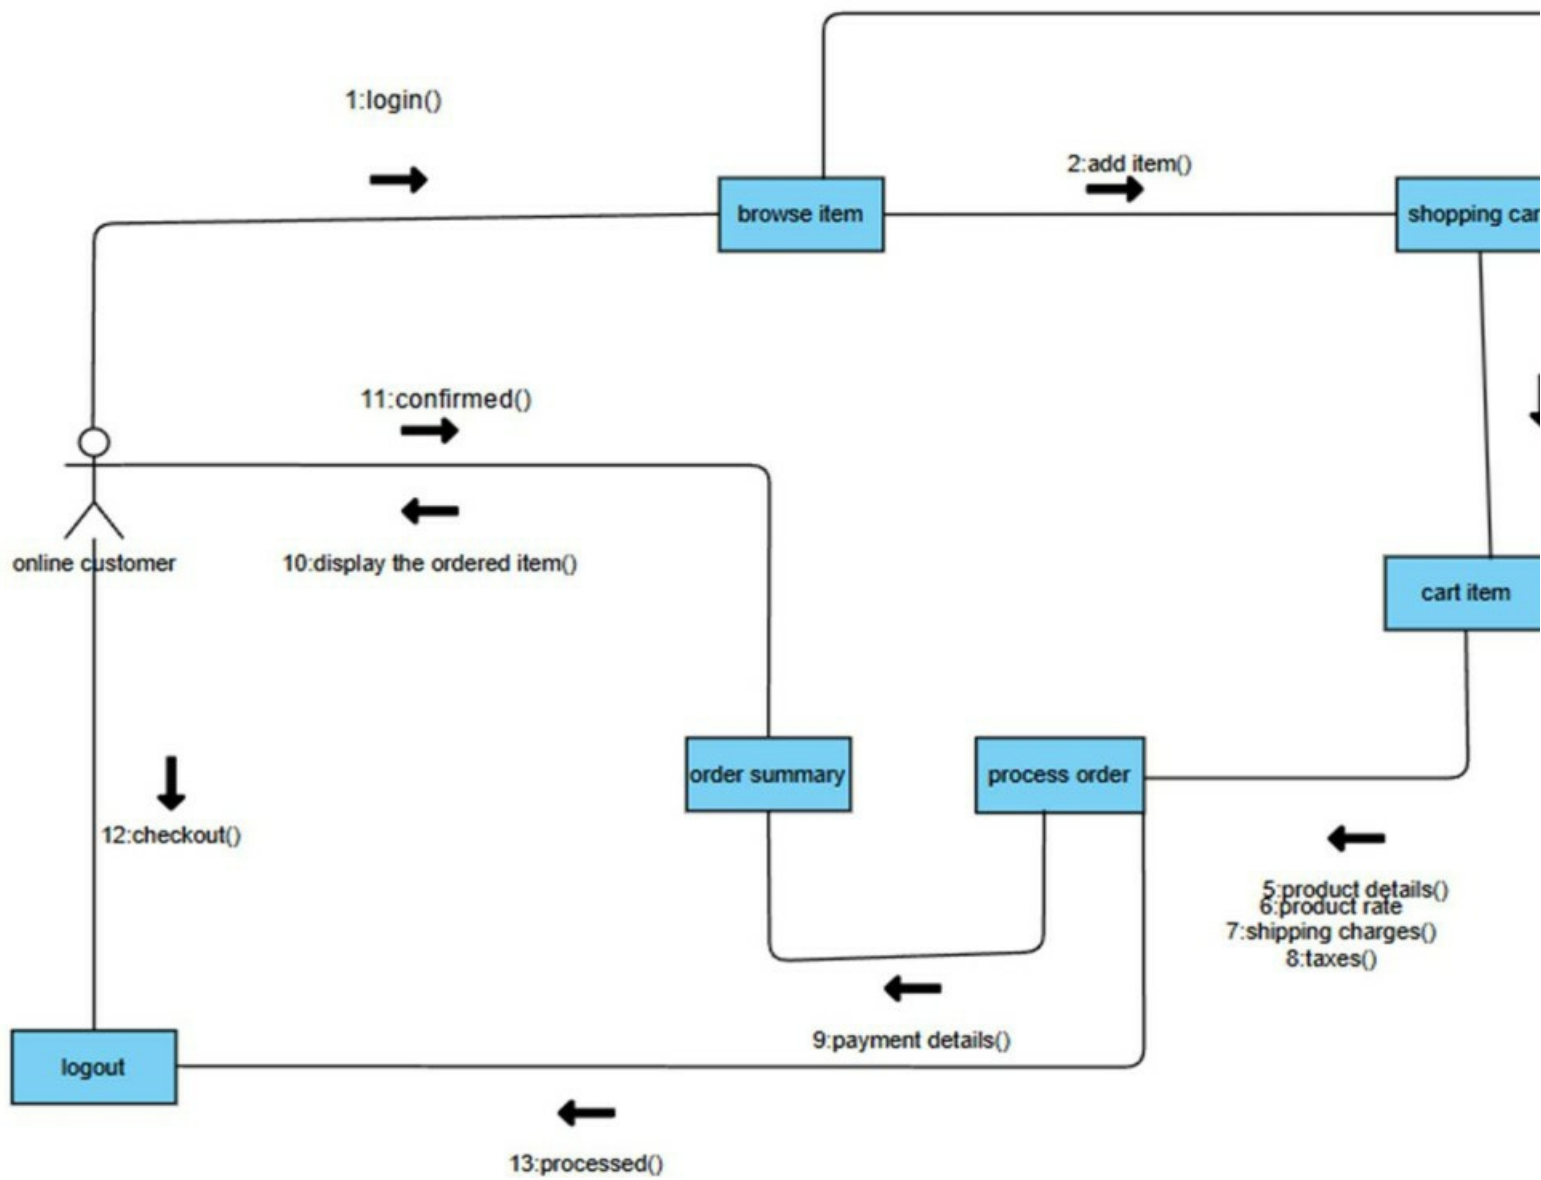 1:login()
2:add item()
browse item
shopping car
11:confirmed()
online customer
10:display the ordered item()
cart item
order summary
process order
12:checkout()
5:product details()
6:product rate
7:shipping charges()
8:taxes()
9:payment details()
logout
13:processed()